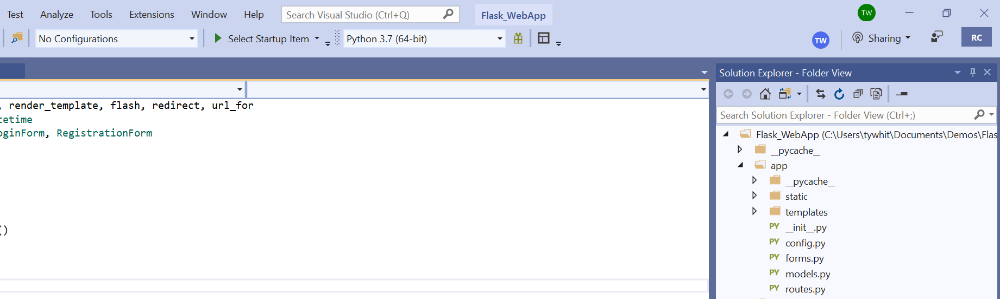 Test Analyze Tools Extensions Window Help Search Visual Studio (Ctrl+Q) Flask_WebApp TW
No Configurations Select Startup Item Python 3.7 (64-bit) TW Sharing RC
Solution Explorer - Folder View
, render_template, flash, redirect, url_for
tetime
oginForm, RegistrationForm
()
Search Solution Explorer - Folder View (Ctrl+;)
Flask_WebApp (C:\Users\tywhit\Documents\Demos\Flas
__pycache__
app
__pycache__
static
templates
PY __init__.py
PY config.py
PY forms.py
PY models.py
PY routes.py